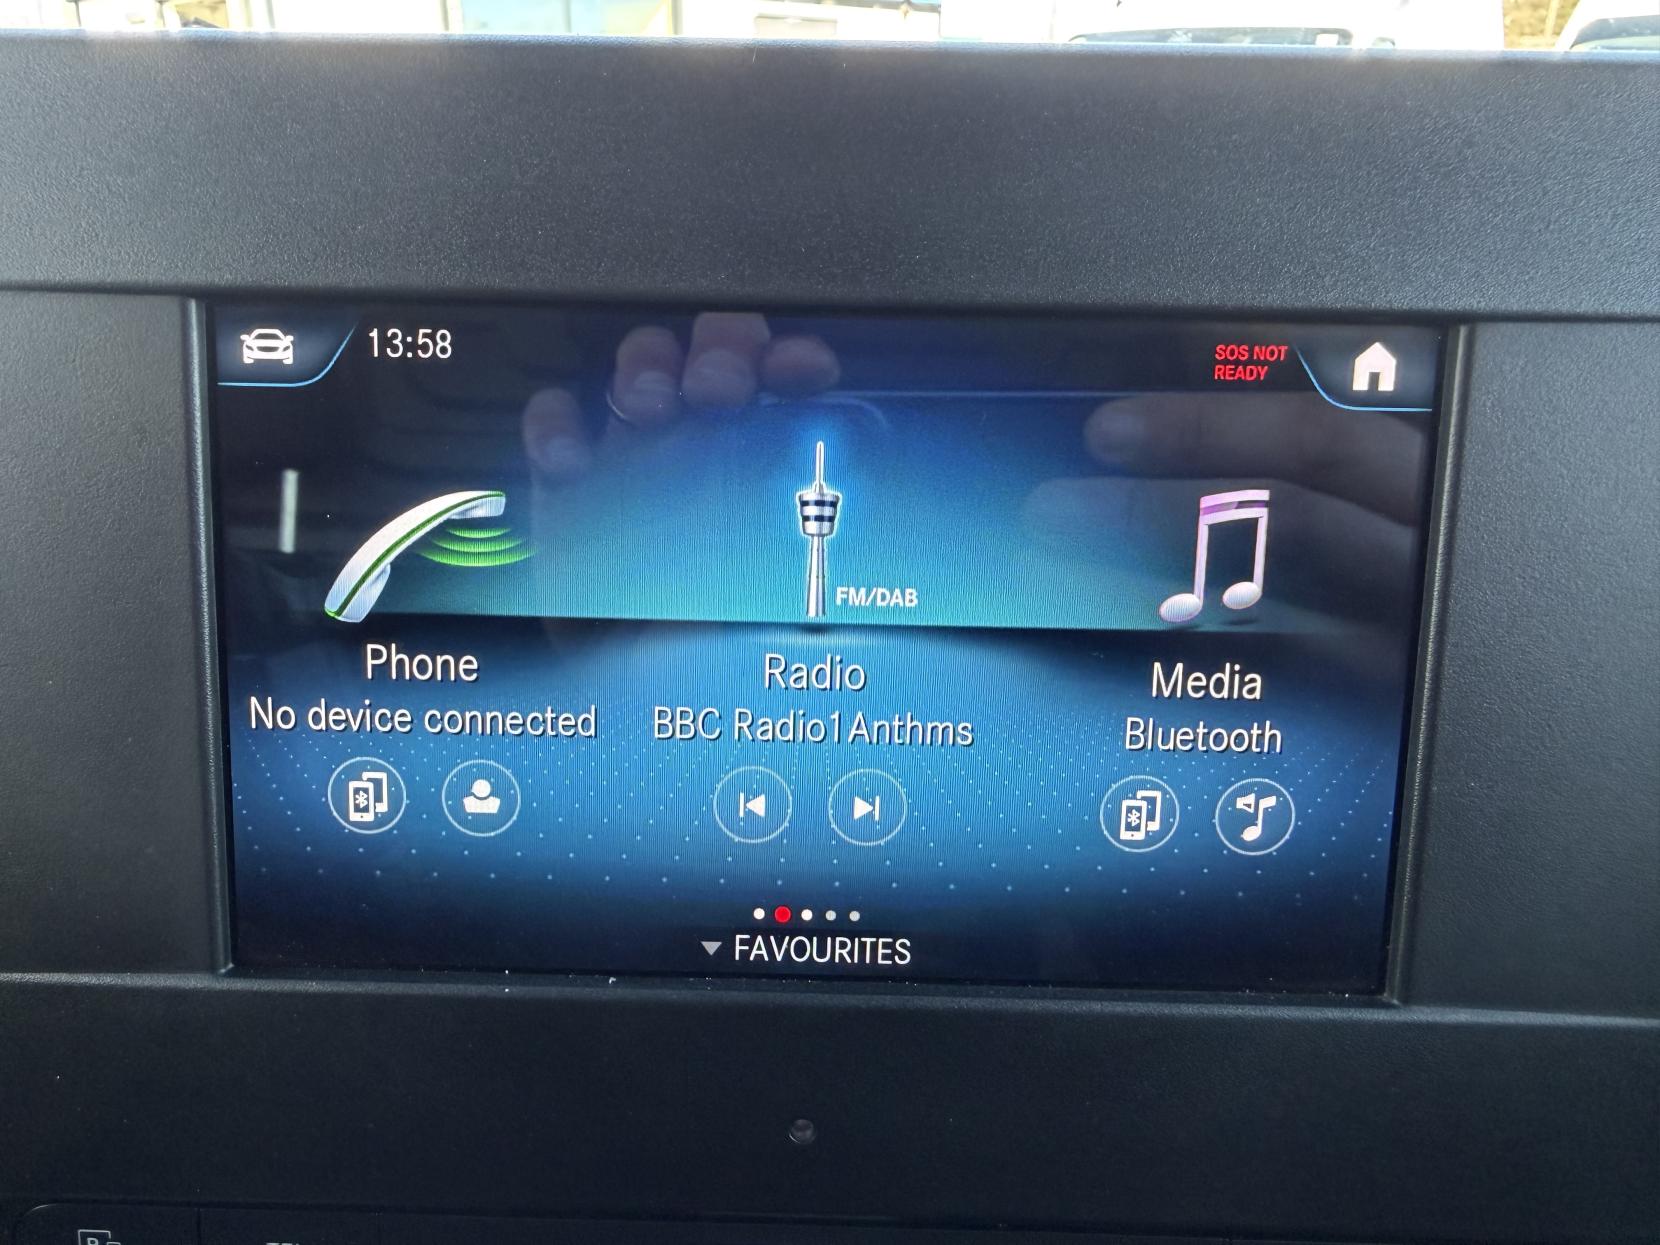 13:58
SOS NOT
READY
FM/DAB
Phone
Radio
Media
No device connected
BBC Radio1Anthms
Bluetooth
FAVOURITES